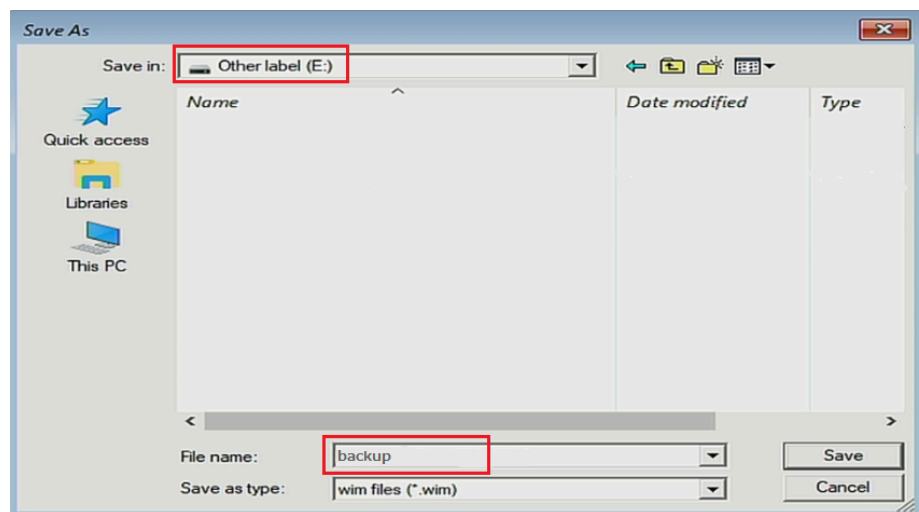 Save As
Save in: Other label (E:)
Name Date modified Type
Quick access
Libraries
This PC
File name: backup
Save as type: wim files (*.wim)
Save
Cancel